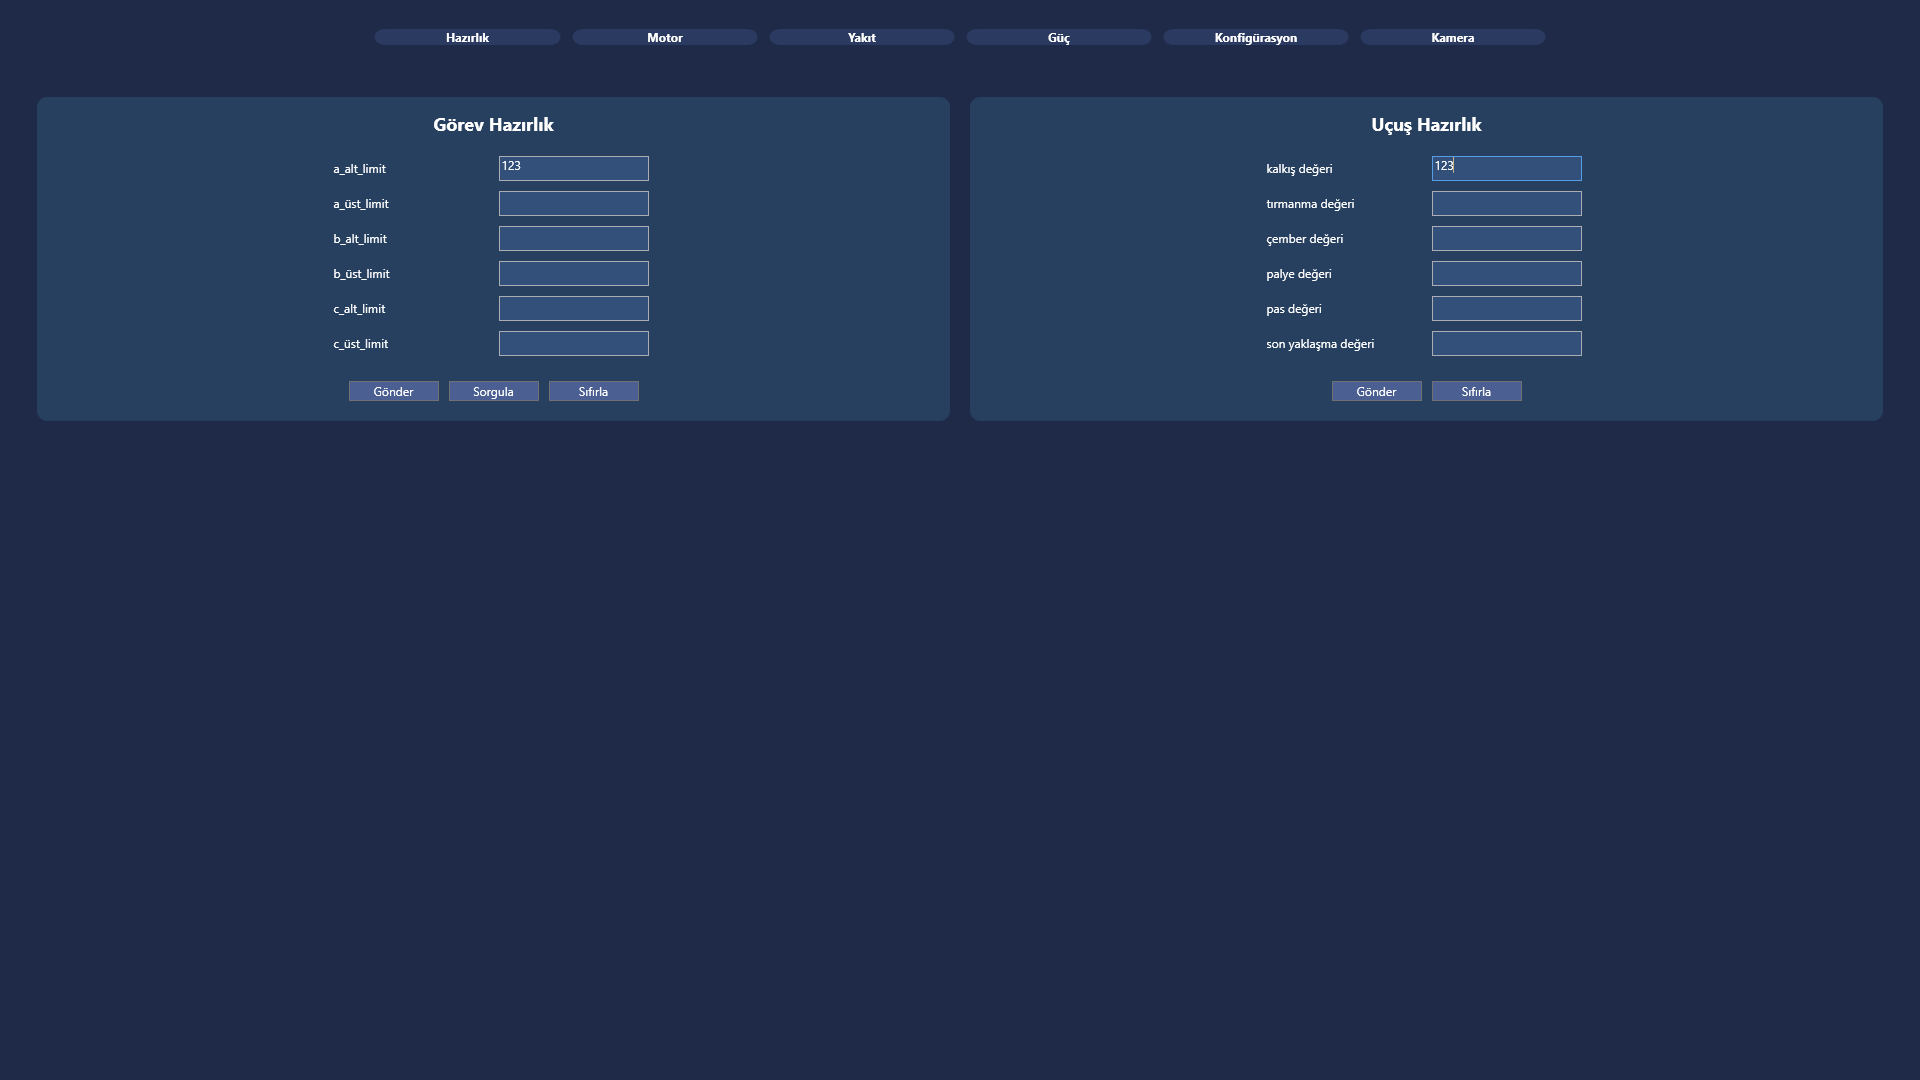 Hazırlık Motor Yakıt Güç Konfigürasyon Kamera
Görev Hazırlık
a_alt_limit 123
a_üst_limit
b_alt_limit
b_üst_limit
c_alt_limit
c_üst_limit
Gönder Sorgula Sıfırla
Uçuş Hazırlık
kalkış değeri 123
tırmanma değeri
çember değeri
palye değeri
pas değeri
son yaklaşma değeri
Gönder Sıfırla